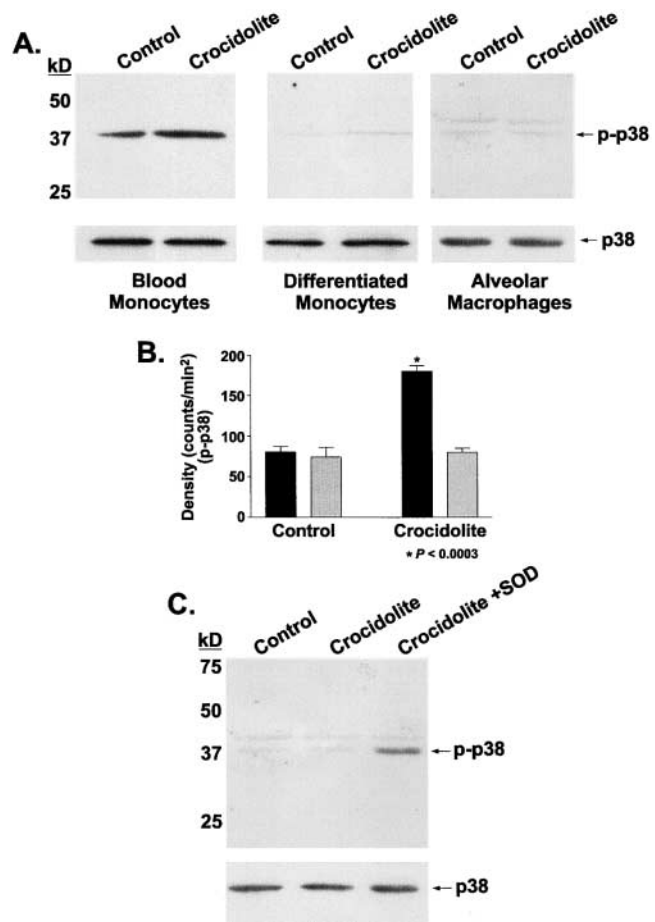 A.
Control Crocidolite Control Crocidolite Control Crocidolite
kD
50
37
25
p-p38
p38
Blood Monocytes
Differentiated Monocytes
Alveolar Macrophages
B.
Density (counts/mm²)
(p-p38)
200
150
100
50
0
*
Control Crocidolite
* P < 0.0003
C.
Control Crocidolite Crocidolite +SOD
kD
75
50
37
25
p-p38
p38